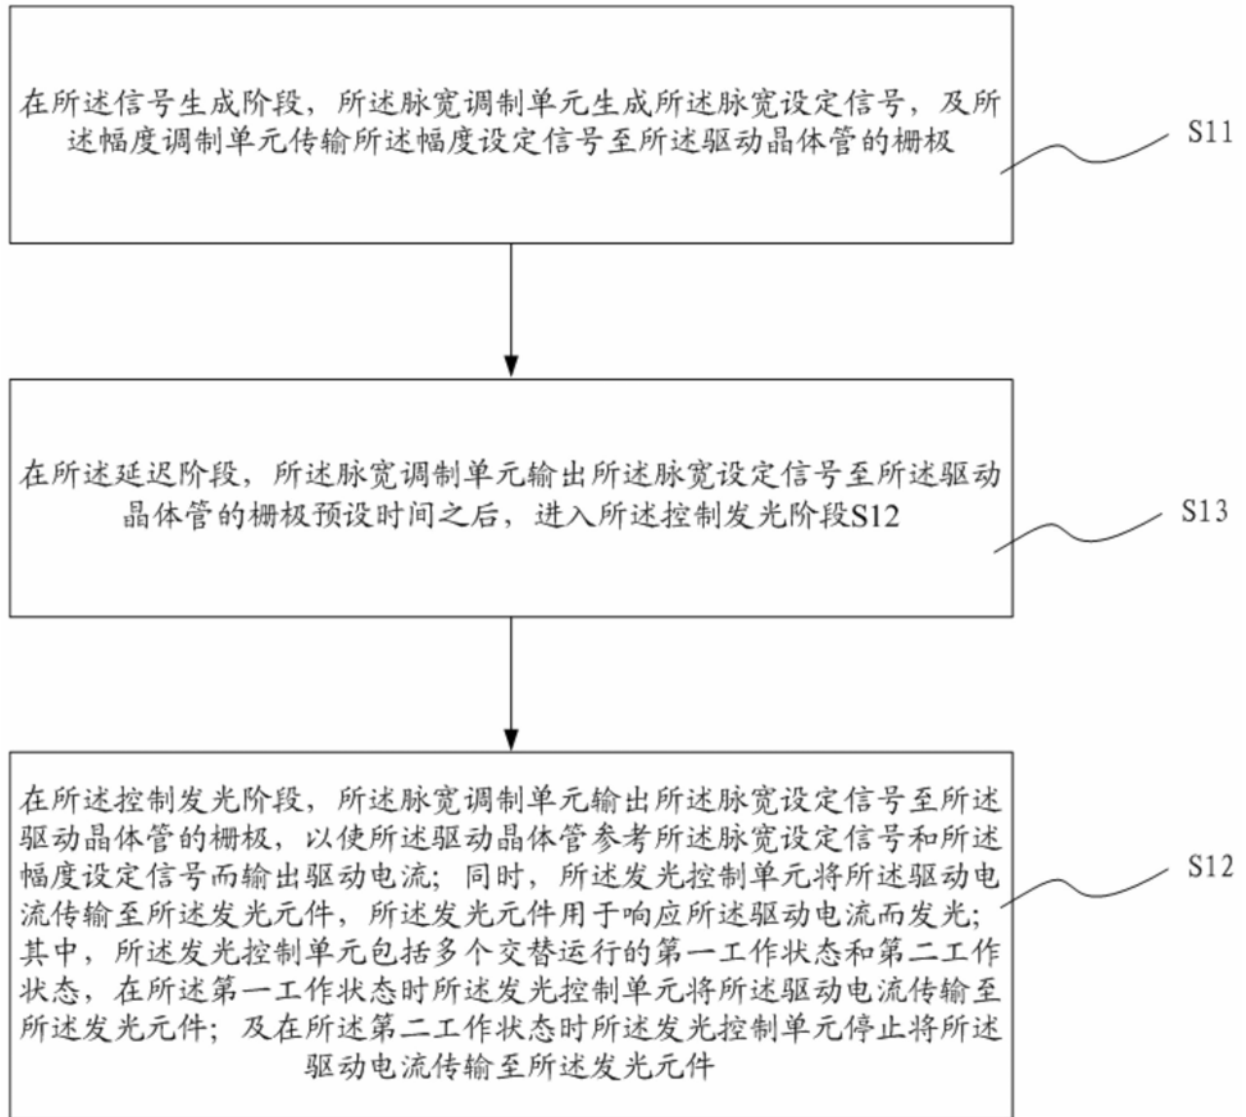 在所述信号生成阶段，所述脉宽调制单元生成所述脉宽设定信号，及所
述幅度调制单元传输所述幅度设定信号至所述驱动晶体管的栅极
S11
在所述延迟阶段，所述脉宽调制单元输出所述脉宽设定信号至所述驱动
晶体管的栅极预设时间之后，进入所述控制发光阶段S12
S13
在所述控制发光阶段，所述脉宽调制单元输出所述脉宽设定信号至所述
驱动晶体管的栅极，以使所述驱动晶体管参考所述脉宽设定信号和所述
幅度设定信号而输出驱动电流；同时，所述发光控制单元将所述驱动电
流传输至所述发光元件，所述发光元件用于响应所述驱动电流而发光；
其中，所述发光控制单元包括多个交替运行的第一工作状态和第二工作
状态，在所述第一工作状态时所述发光控制单元将所述驱动电流传输至
所述发光元件；及在所述第二工作状态时所述发光控制单元停止将所述
驱动电流传输至所述发光元件
S12